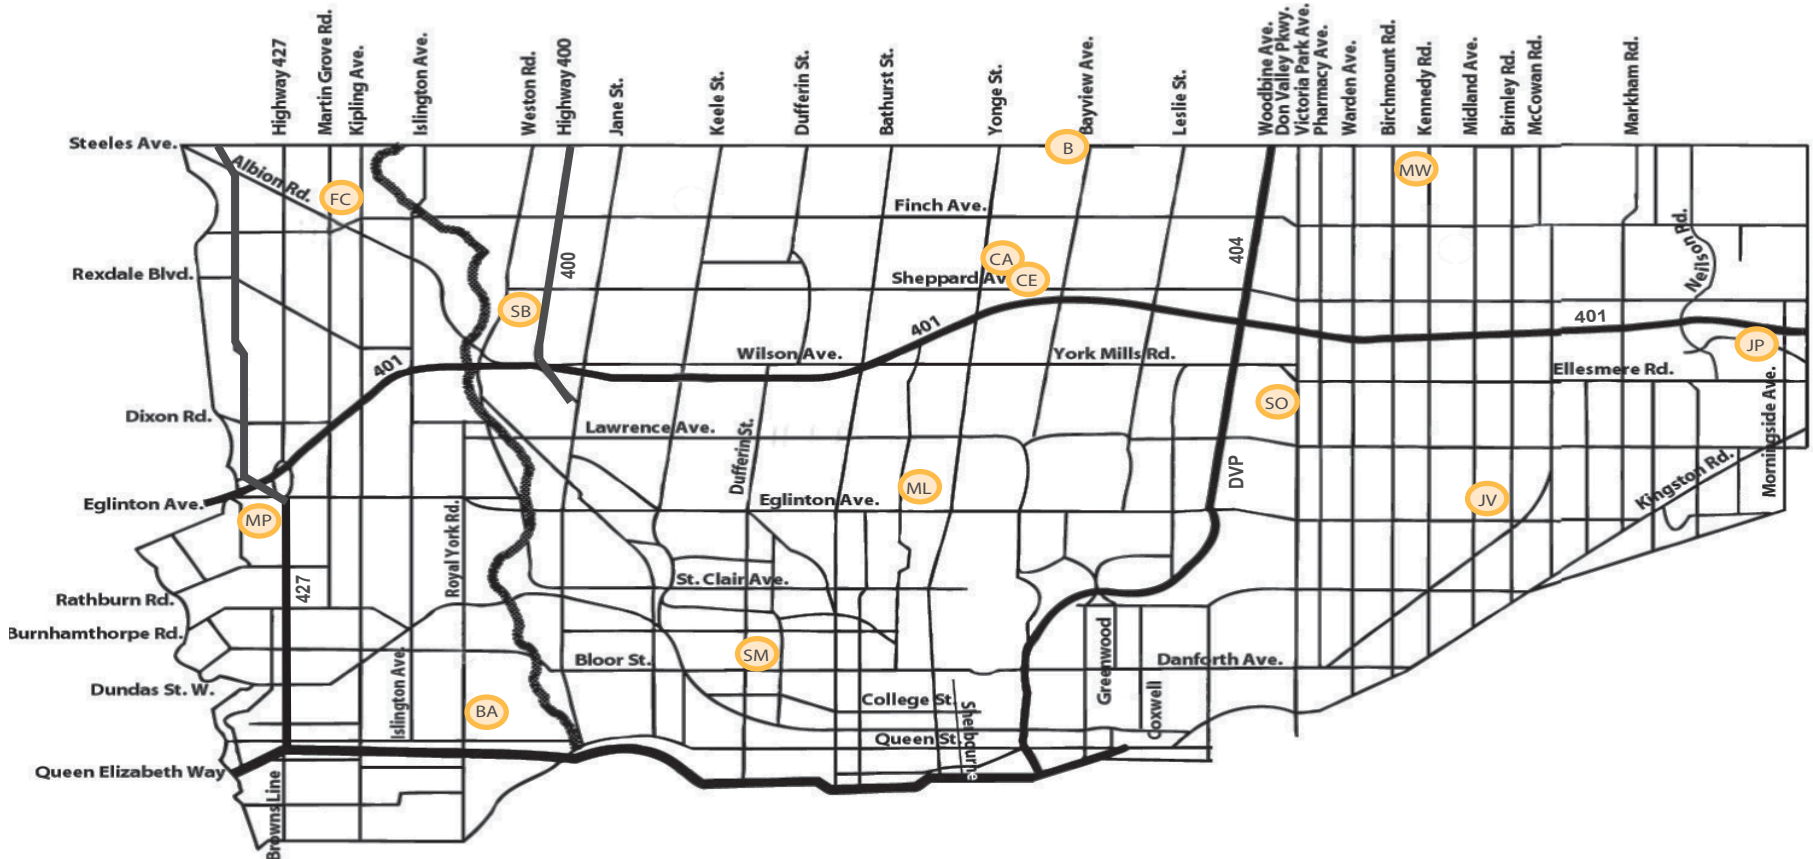 Highway 427
Martin Grove Rd.
Kipling Ave.
Islington Ave.
Weston Rd.
Highway 400
Jane St.
Keele St.
Dufferin St.
Bathurst St.
Yonge St.
Bayview Ave.
Leslie St.
Woodbine Ave.
Don Valley Pkwy.
Victoria Park Ave.
Pharmacy Ave.
Warden Ave.
Birchmount Rd.
Kennedy Rd.
Midland Ave.
Brimley Rd.
McCowan Rd.
Markham Rd.
Steeles Ave.
B
Albion Rd.
MW
FC
Finch Ave.
Neilson Rd.
404
CA
400
Rexdale Blvd.
Sheppard Av
CE
SB
401
401
JP
401
Wilson Ave.
York Mills Rd.
Ellesmere Rd.
SO
Dixon Rd.
Lawrence Ave.
Dufferin St.
DVP
Morningside Ave.
Kingston Rd.
ML
JV
Eglinton Ave.
Eglinton Ave.
MP
Royal York Rd.
427
St. Clair Ave.
Rathburn Rd.
Burnhamthorpe Rd.
SM
Bloor St.
Greenwood
Danforth Ave.
Dundas St. W.
Islington Ave.
BA
College St.
Coxwell
Sherbourne
Queen St.
Queen Elizabeth Way
Browns Line